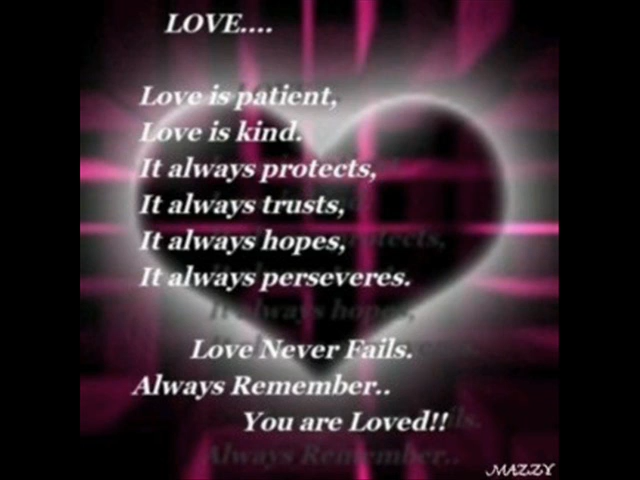 LOVE....
Love is patient,
Love is kind.
It always protects,
It always trusts,
It always hopes,
It always perseveres.
Love Never Fails.
Always Remember..
You are Loved!!
MAZZY